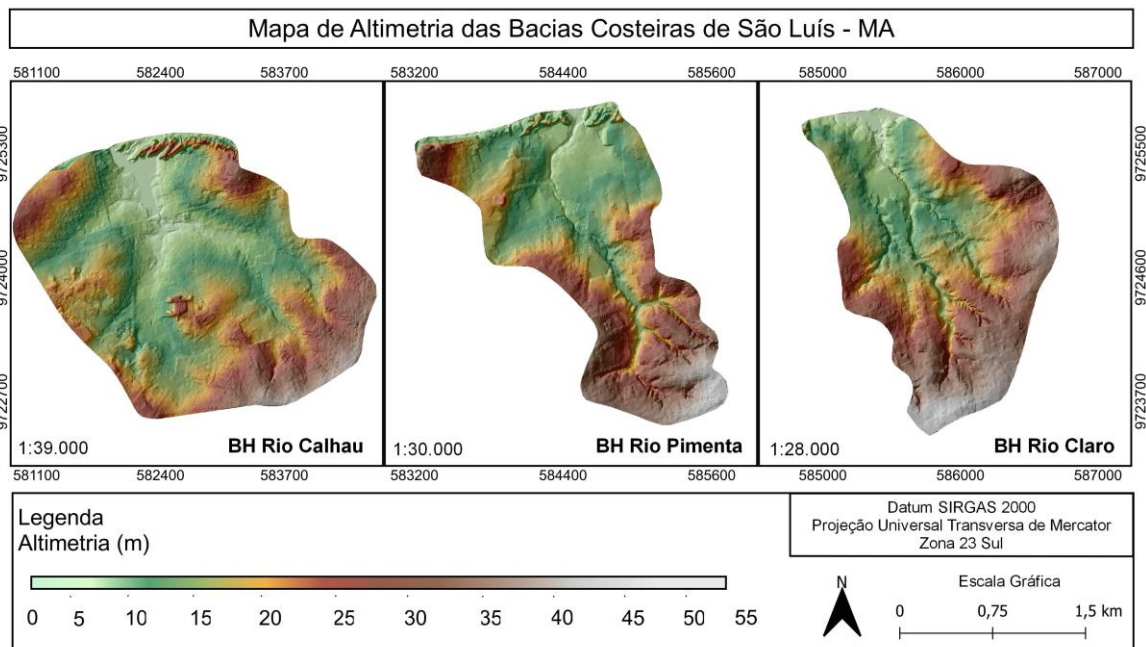 Mapa de Altimetria das Bacias Costeiras de São Luís - MA
581100 582400 583700 583200 584400 585600 585000 586000 587000
9725300
9724000
9722700
9725500
9724600
9723700
1:39.000 BH Rio Calhau
1:30.000 BH Rio Pimenta
1:28.000 BH Rio Claro
581100 582400 583700 583200 584400 585600 585000 586000 587000
Legenda
Altimetria (m)
0 5 10 15 20 25 30 35 40 45 50 55
Datum SIRGAS 2000
Projeção Universal Transversa de Mercator
Zona 23 Sul
N
Escala Gráfica
0 0,75 1,5 km